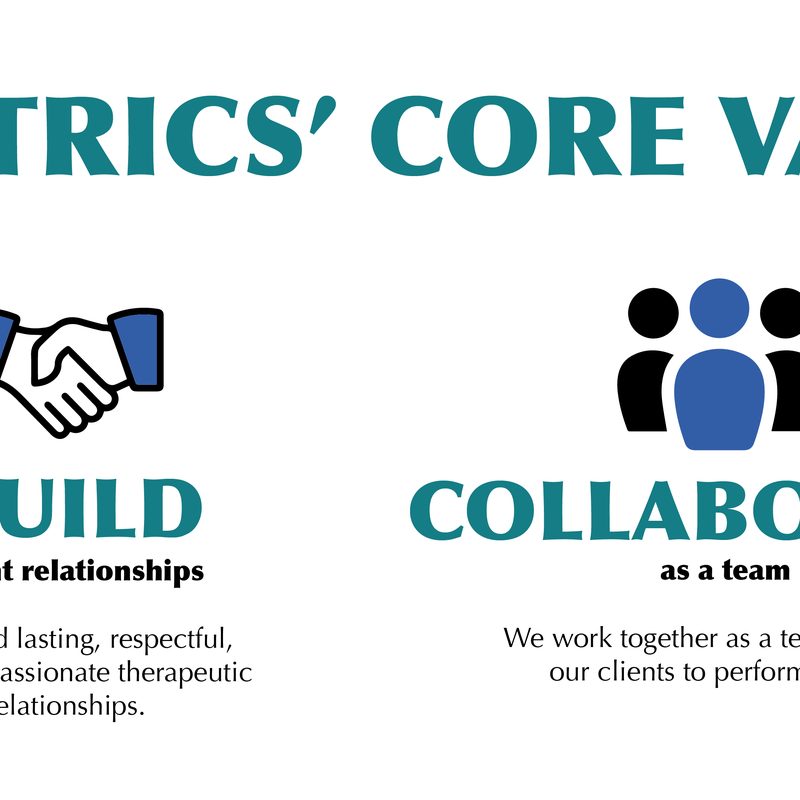 TRICS’ CORE VA
UILD
t relationships
d lasting, respectful,
assionate therapeutic
elationships.
COLLABO
as a team
We work together as a te
our clients to perform